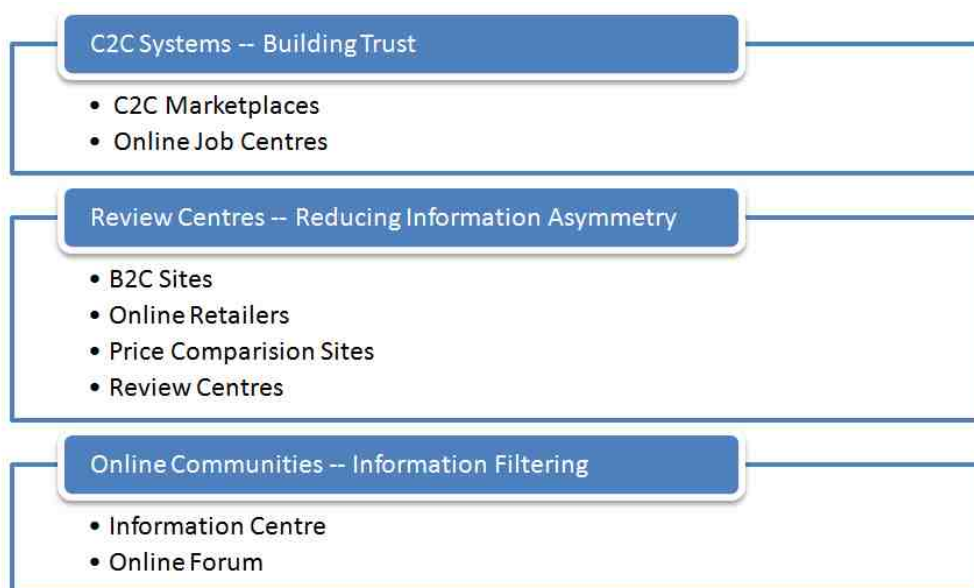 C2C Systems -- Building Trust
• C2C Marketplaces
• Online Job Centres
Review Centres -- Reducing Information Asymmetry
• B2C Sites
• Online Retailers
• Price Comparision Sites
• Review Centres
Online Communities -- Information Filtering
• Information Centre
• Online Forum